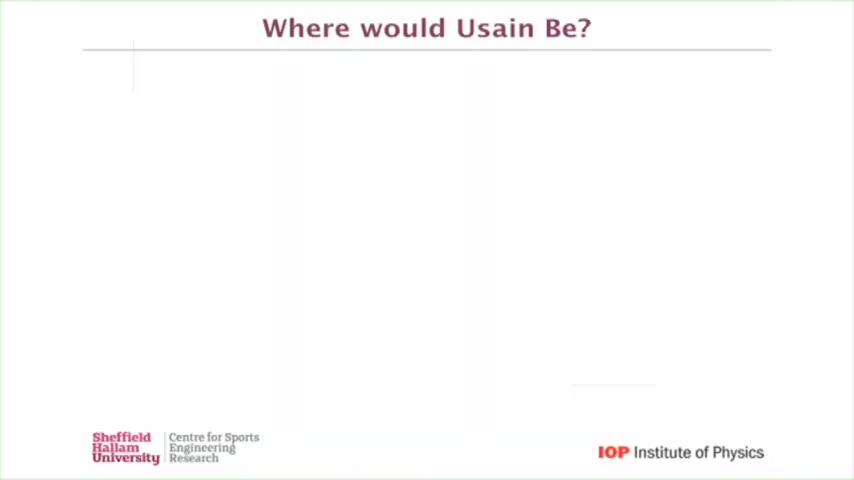 Where would Usain Be?
Sheffield
Hallam
University
Centre for Sports
Engineering
Research
IOP Institute of Physics